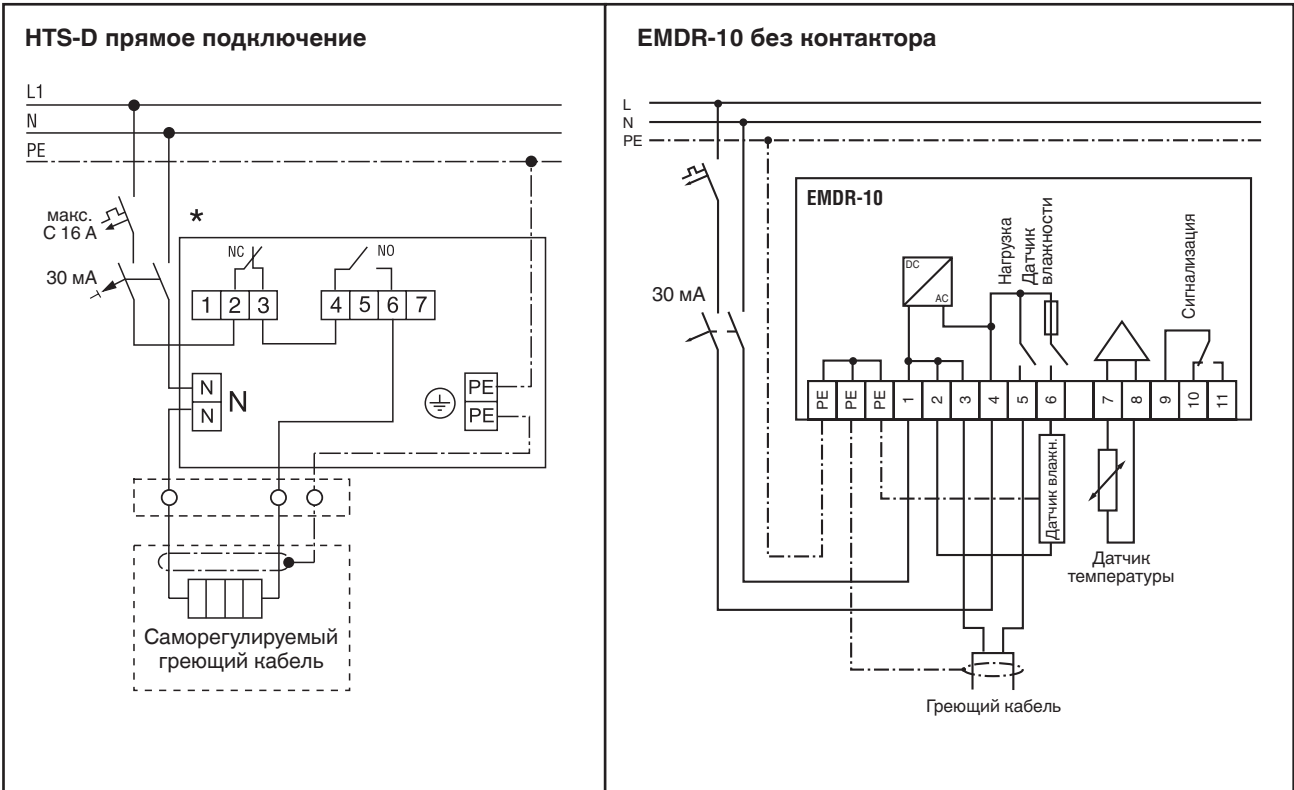 HTS-D прямое подключение
L1
N
PE
макс.
C 16 A
30 мА
*
NC
NO
1 2 3
4 5 6 7
N
N
N
PE
PE
Саморегулируемый
греющий кабель
EMDR-10 без контактора
L
N
PE
30 мА
EMDR-10
DC
AC
Нагрузка
Датчик
влажности
Сигнализация
PE PE PE 1 2 3 4 5 6 7 8 9 10 11
Датчик влажн.
Датчик
температуры
Греющий кабель